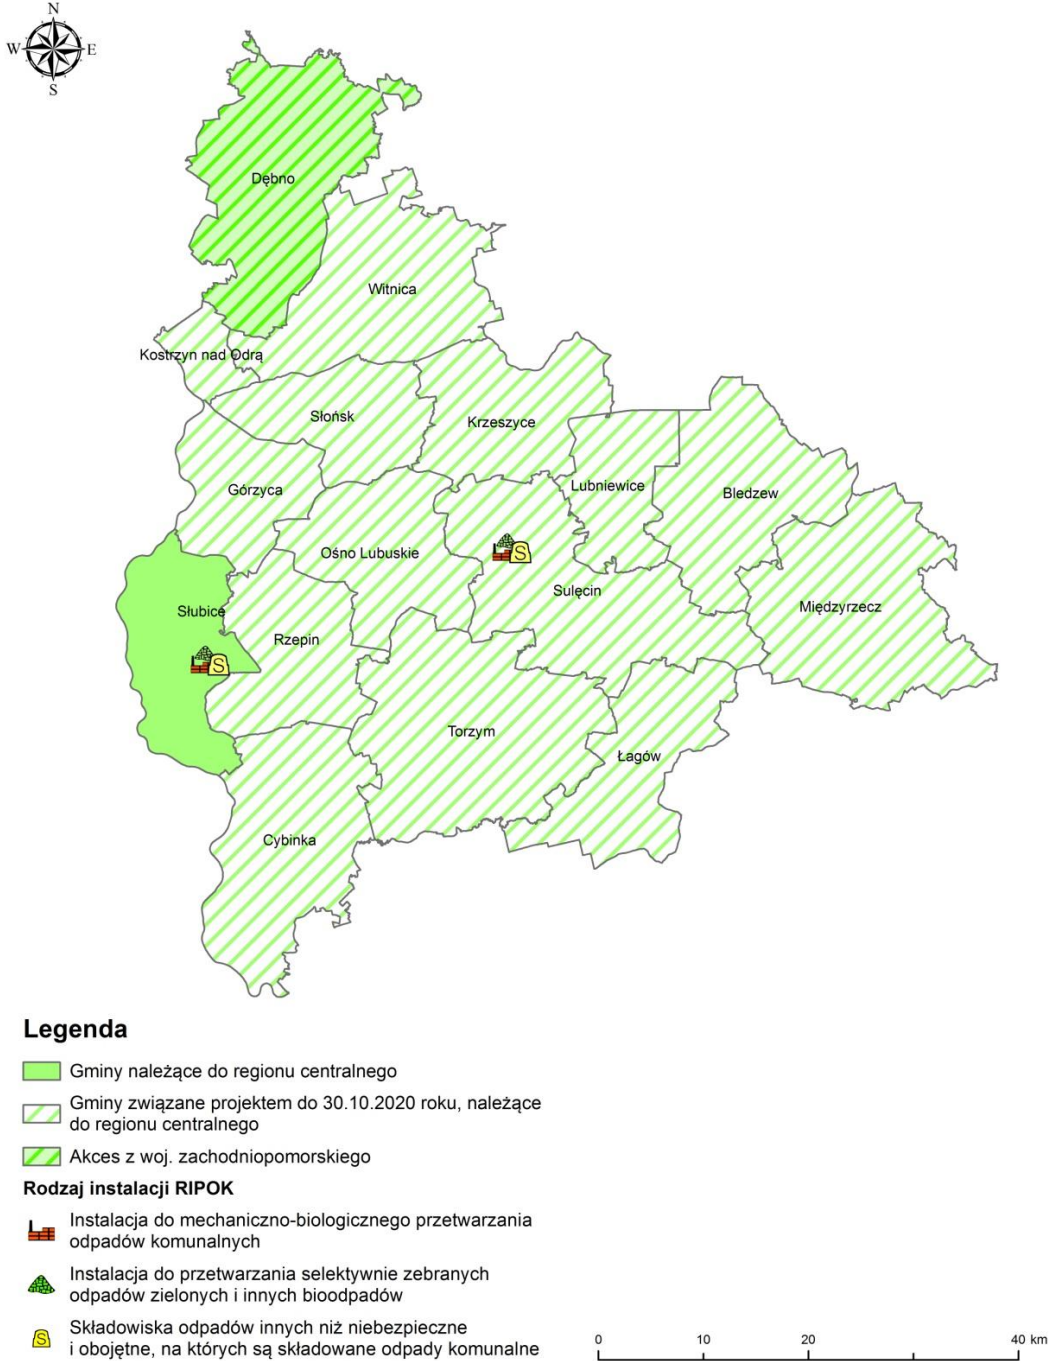 N
W
E
S
Dębno
Witnica
Kostrzyn nad Odrą
Słońsk
Krzeszyce
Górzyca
Lubniewice
Bledzew
Ośno Lubuskie
S
Sulęcin
Międzyrzecz
Słubice
Rzepin
S
Torzym
Łagów
Cybinka
Legenda
Gminy należące do regionu centralnego
Gminy związane projektem do 30.10.2020 roku, należące
do regionu centralnego
Akces z woj. zachodniopomorskiego
Rodzaj instalacji RIPOK
Instalacja do mechaniczno-biologicznego przetwarzania
odpadów komunalnych
Instalacja do przetwarzania selektywnie zebranych
odpadów zielonych i innych bioodpadów
S
Składowiska odpadów innych niż niebezpieczne
i obojętne, na których są składowane odpady komunalne
0 10 20 40 km